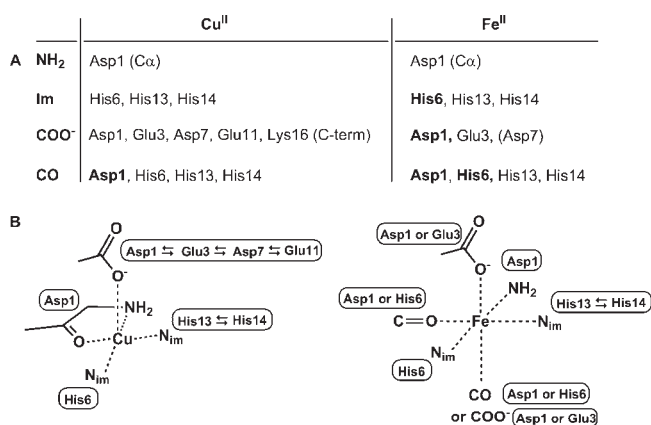 Cu^II Fe^II
A NH₂ Asp1 (Cα) Asp1 (Cα)
Im His6, His13, His14 His6, His13, His14
COO⁻ Asp1, Glu3, Asp7, Glu11, Lys16 (C-term) Asp1, Glu3, (Asp7)
CO Asp1, His6, His13, His14 Asp1, His6, His13, His14
B
O
Asp1 ⇆ Glu3 ⇆ Asp7 ⇆ Glu11
O⁻
Asp1
NH₂
His13 ⇆ His14
O Cu N_im
N_im
His6
O
Asp1 or Glu3
O⁻
Asp1
NH₂
Asp1 or His6
His13 ⇆ His14
C=O Fe N_im
N_im
His6
CO Asp1 or His6
or COO⁻ Asp1 or Glu3